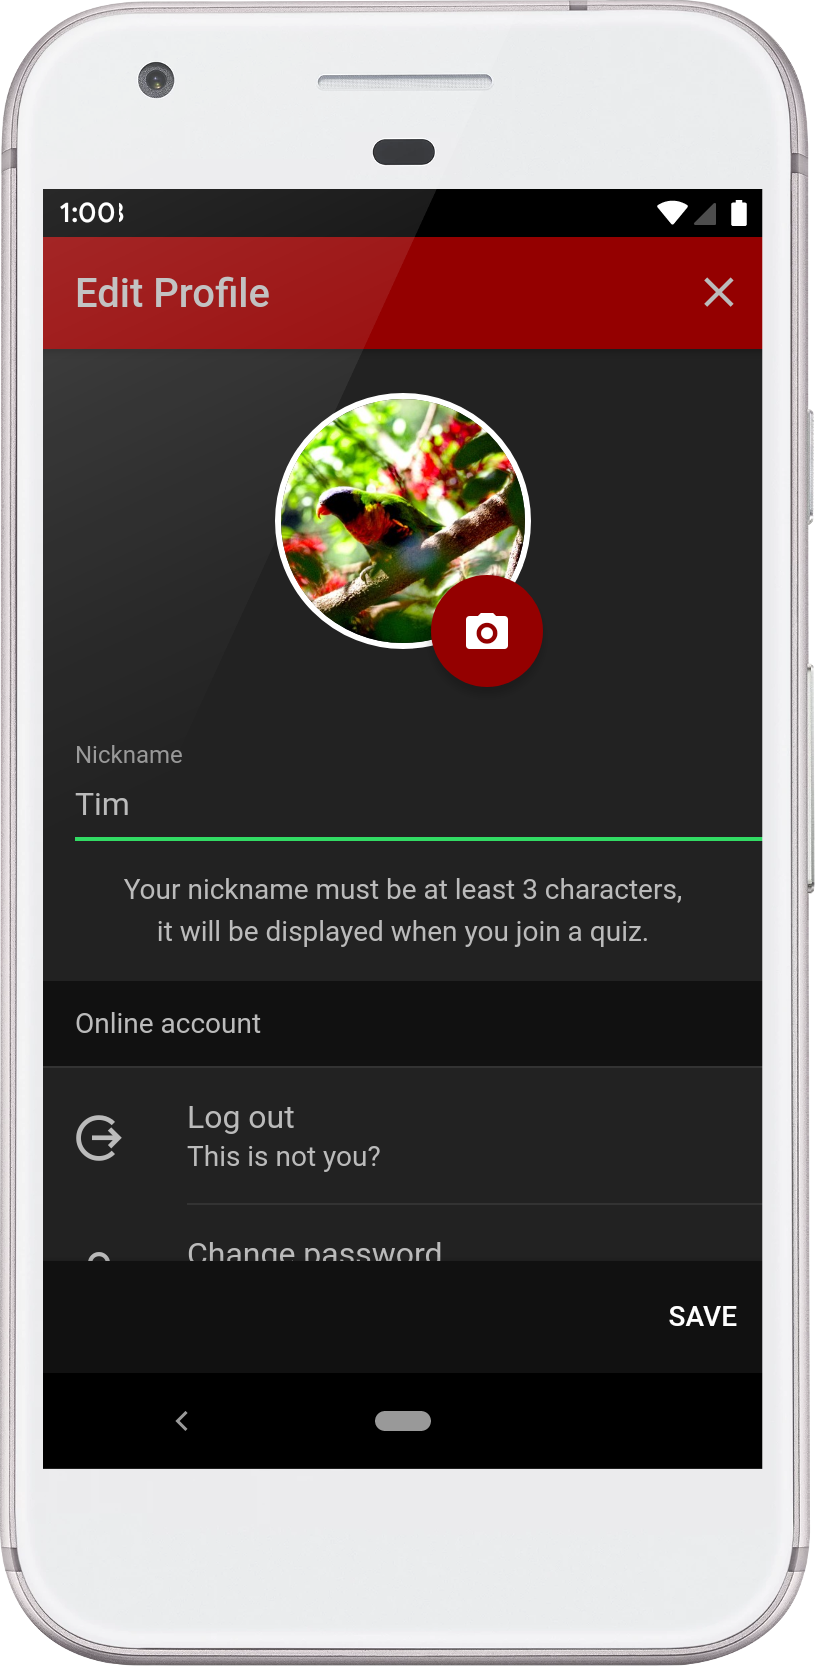 1:00
Edit Profile
Nickname
Tim
Your nickname must be at least 3 characters,
it will be displayed when you join a quiz.
Online account
Log out
This is not you?
Change password
SAVE